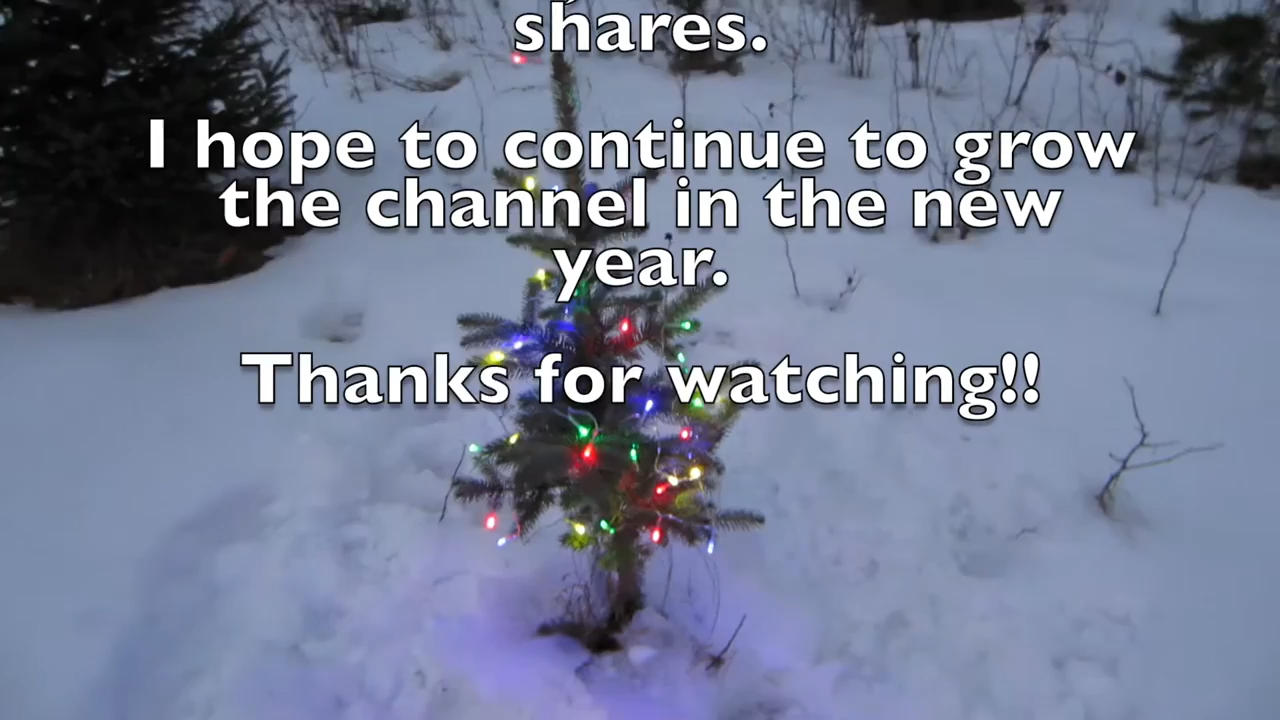 shares.
I hope to continue to grow
the channel in the new
year.
Thanks for watching!!